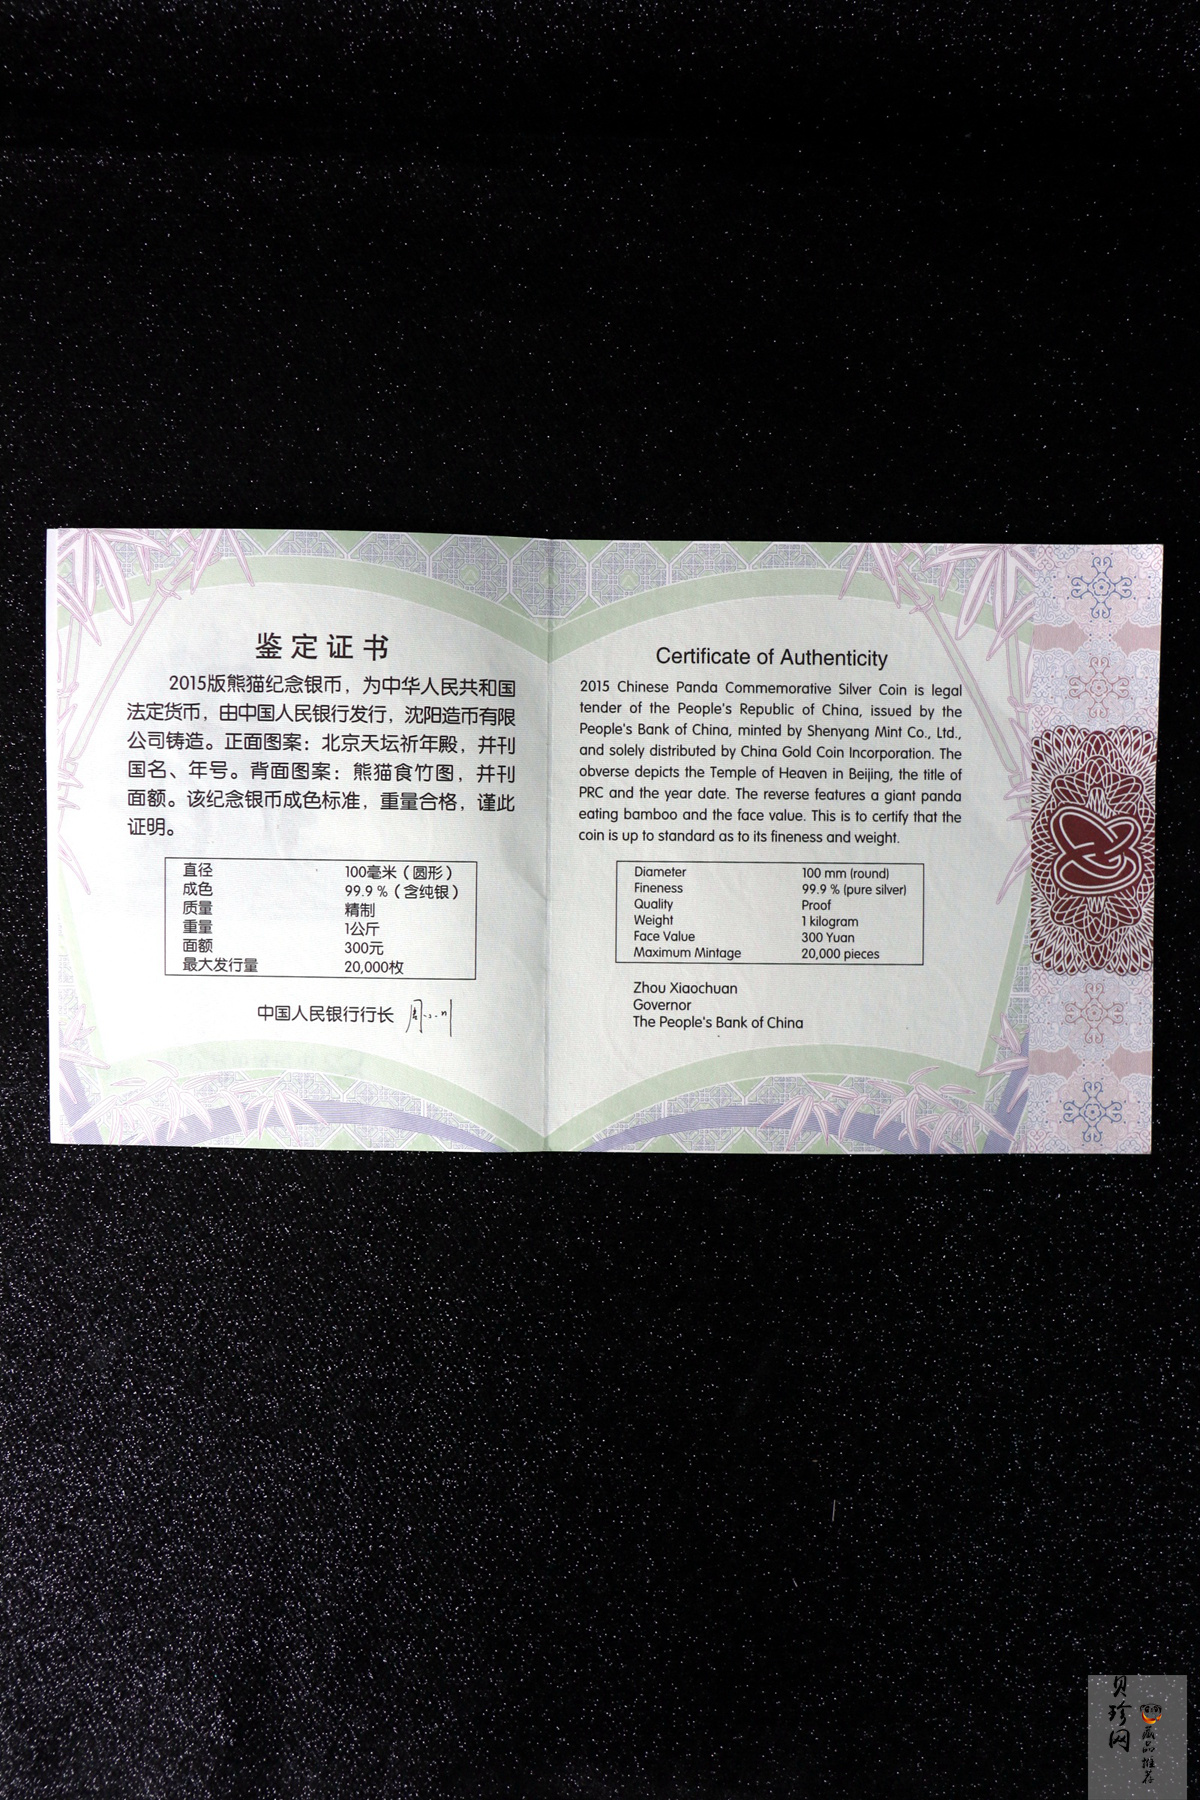 鉴定证书
2015版熊猫纪念银币，为中华人民共和国
法定货币，由中国人民银行发行，沈阳造币有限
公司铸造。正面图案：北京天坛祈年殿，并刊
国名、年号。背面图案：熊猫食竹图，并刊
面额。该纪念银币成色标准，重量合格，谨此
证明。
直径 100毫米（圆形）
成色 99.9 %（含纯银）
质量 精制
重量 1公斤
面额 300元
最大发行量 20,000枚
中国人民银行行长 周小川
Certificate of Authenticity
2015 Chinese Panda Commemorative Silver Coin is legal
tender of the People's Republic of China, issued by the
People's Bank of China, minted by Shenyang Mint Co., Ltd.,
and solely distributed by China Gold Coin Incorporation. The
obverse depicts the Temple of Heaven in Beijing, the title of
PRC and the year date. The reverse features a giant panda
eating bamboo and the face value. This is to certify that the
coin is up to standard as to its fineness and weight.
Diameter 100 mm (round)
Fineness 99.9 % (pure silver)
Quality Proof
Weight 1 kilogram
Face Value 300 Yuan
Maximum Mintage 20,000 pieces
Zhou Xiaochuan
Governor
The People's Bank of China
贝珍网
藏品推荐